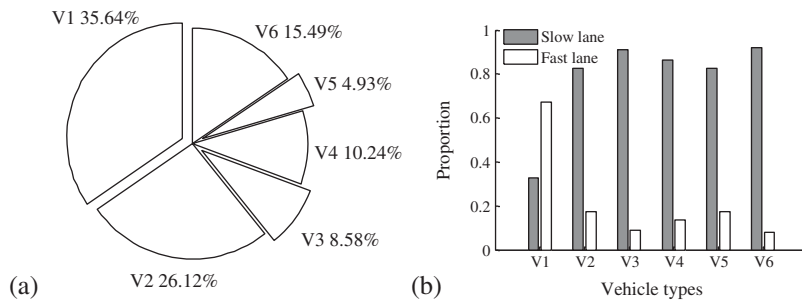 V1 35.64%
V6 15.49%
V5 4.93%
V4 10.24%
V3 8.58%
V2 26.12%
(a)
Proportion
1
0.8
0.6
0.4
0.2
0
Slow lane
Fast lane
V1 V2 V3 V4 V5 V6
Vehicle types
(b)